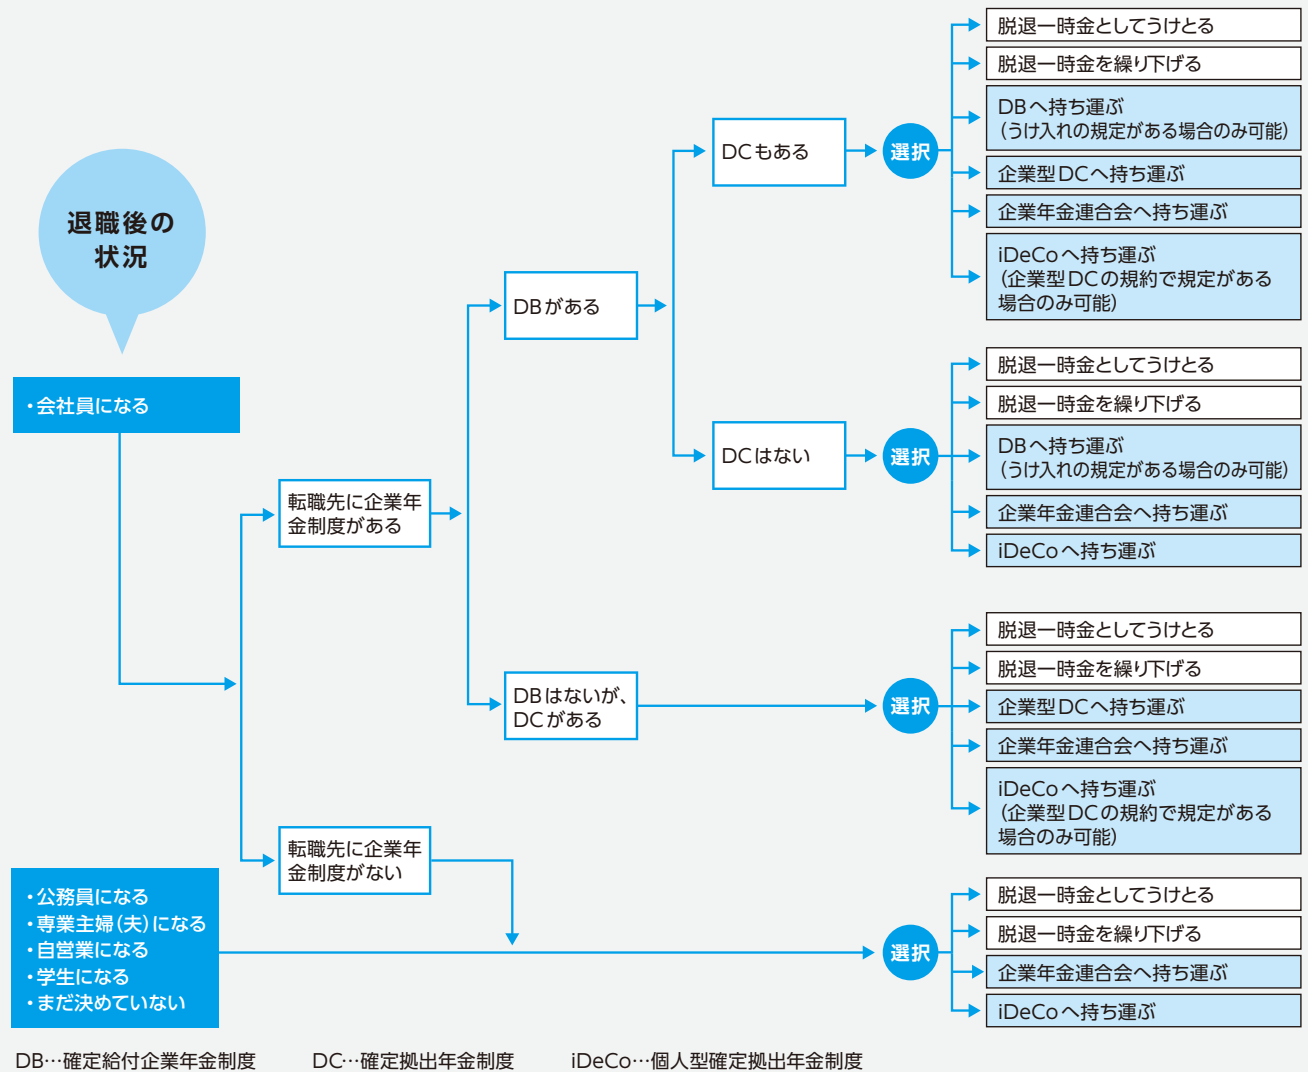 退職後の
状況
・会社員になる
転職先に企業年
金制度がある
DBがある
DCもある
選択
脱退一時金としてうけとる
脱退一時金を繰り下げる
DBへ持ち運ぶ
(うけ入れの規定がある場合のみ可能)
企業型DCへ持ち運ぶ
企業年金連合会へ持ち運ぶ
iDeCoへ持ち運ぶ
(企業型DCの規約で規定がある
場合のみ可能)
DCはない
選択
脱退一時金としてうけとる
脱退一時金を繰り下げる
DBへ持ち運ぶ
(うけ入れの規定がある場合のみ可能)
企業年金連合会へ持ち運ぶ
iDeCoへ持ち運ぶ
DBはないが、
DCがある
選択
脱退一時金としてうけとる
脱退一時金を繰り下げる
企業型DCへ持ち運ぶ
企業年金連合会へ持ち運ぶ
iDeCoへ持ち運ぶ
(企業型DCの規約で規定がある
場合のみ可能)
転職先に企業年
金制度がない
・公務員になる
・専業主婦(夫)になる
・自営業になる
・学生になる
・まだ決めていない
選択
脱退一時金としてうけとる
脱退一時金を繰り下げる
企業年金連合会へ持ち運ぶ
iDeCoへ持ち運ぶ
DB…確定給付企業年金制度 DC…確定拠出年金制度 iDeCo…個人型確定拠出年金制度